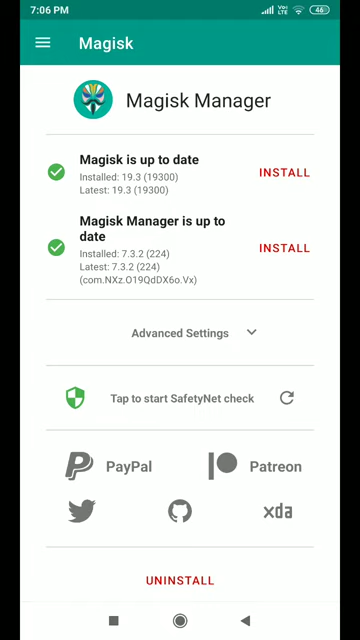 7:06 PM
Vo) LTE
46
Magisk
Magisk Manager
Magisk is up to date
Installed: 19.3 (19300)
Latest: 19.3 (19300)
INSTALL
Magisk Manager is up to
date
Installed: 7.3.2 (224)
Latest: 7.3.2 (224)
(com.NXz.O19QdDX6o.Vx)
INSTALL
Advanced Settings
Tap to start SafetyNet check
PayPal
Patreon
xda
UNINSTALL